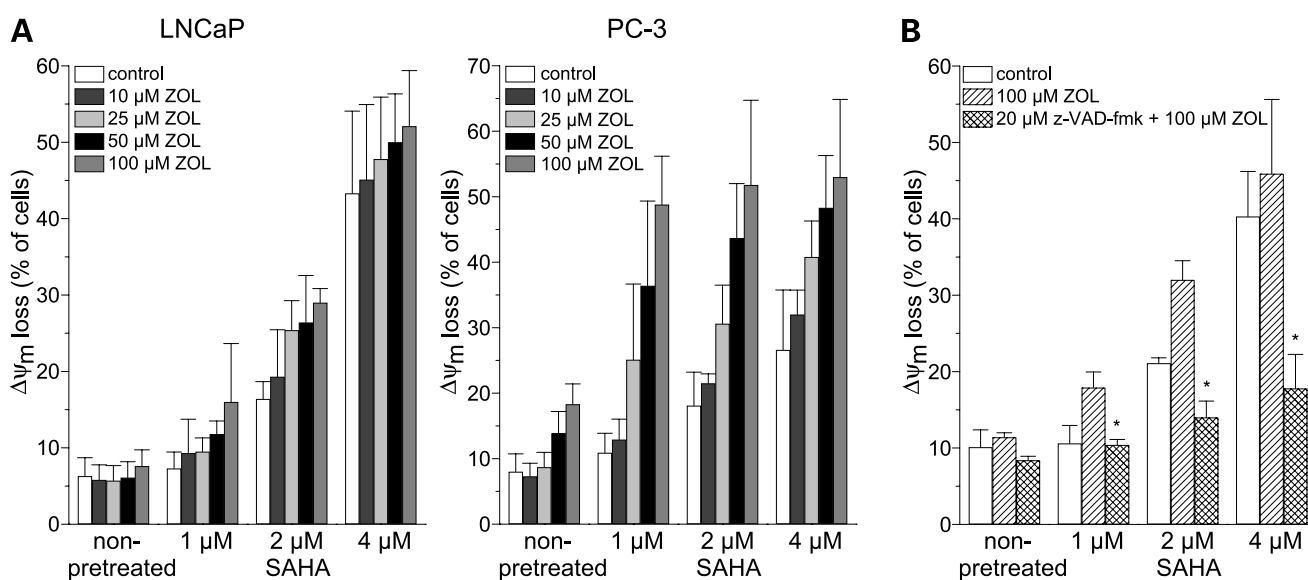 A
LNCaP
60
50
40
30
20
10
0
Δψm loss (% of cells)
control
10 µM ZOL
25 µM ZOL
50 µM ZOL
100 µM ZOL
non-
pretreated
1 µM
2 µM
4 µM
SAHA
PC-3
70
60
50
40
30
20
10
0
Δψm loss (% of cells)
control
10 µM ZOL
25 µM ZOL
50 µM ZOL
100 µM ZOL
non-
pretreated
1 µM
2 µM
4 µM
SAHA
B
60
50
40
30
20
10
0
Δψm loss (% of cells)
control
100 µM ZOL
20 µM z-VAD-fmk + 100 µM ZOL
*
*
*
non-
pretreated
1 µM
2 µM
4 µM
SAHA